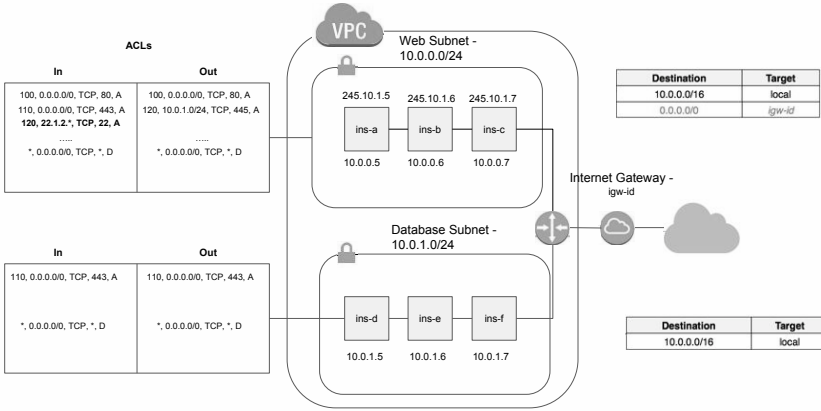 ACLs
In
Out
100, 0.0.0.0/0, TCP, 80, A
110, 0.0.0.0/0, TCP, 443, A
120, 22.1.2.*, TCP, 22, A
.....
*, 0.0.0.0/0, TCP, *, D
100, 0.0.0.0/0, TCP, 80, A
120, 10.0.1.0/24, TCP, 445, A
.....
*, 0.0.0.0/0, TCP, *, D
VPC
Web Subnet -
10.0.0.0/24
245.10.1.5
245.10.1.6
245.10.1.7
ins-a
ins-b
ins-c
10.0.0.5
10.0.0.6
10.0.0.7
Destination
Target
10.0.0.0/16
local
0.0.0.0/0
igw-id
Internet Gateway -
igw-id
In
Out
110, 0.0.0.0/0, TCP, 443, A
*, 0.0.0.0/0, TCP, *, D
110, 0.0.0.0/0, TCP, 443, A
*, 0.0.0.0/0, TCP, *, D
Database Subnet -
10.0.1.0/24
ins-d
ins-e
ins-f
10.0.1.5
10.0.1.6
10.0.1.7
Destination
Target
10.0.0.0/16
local